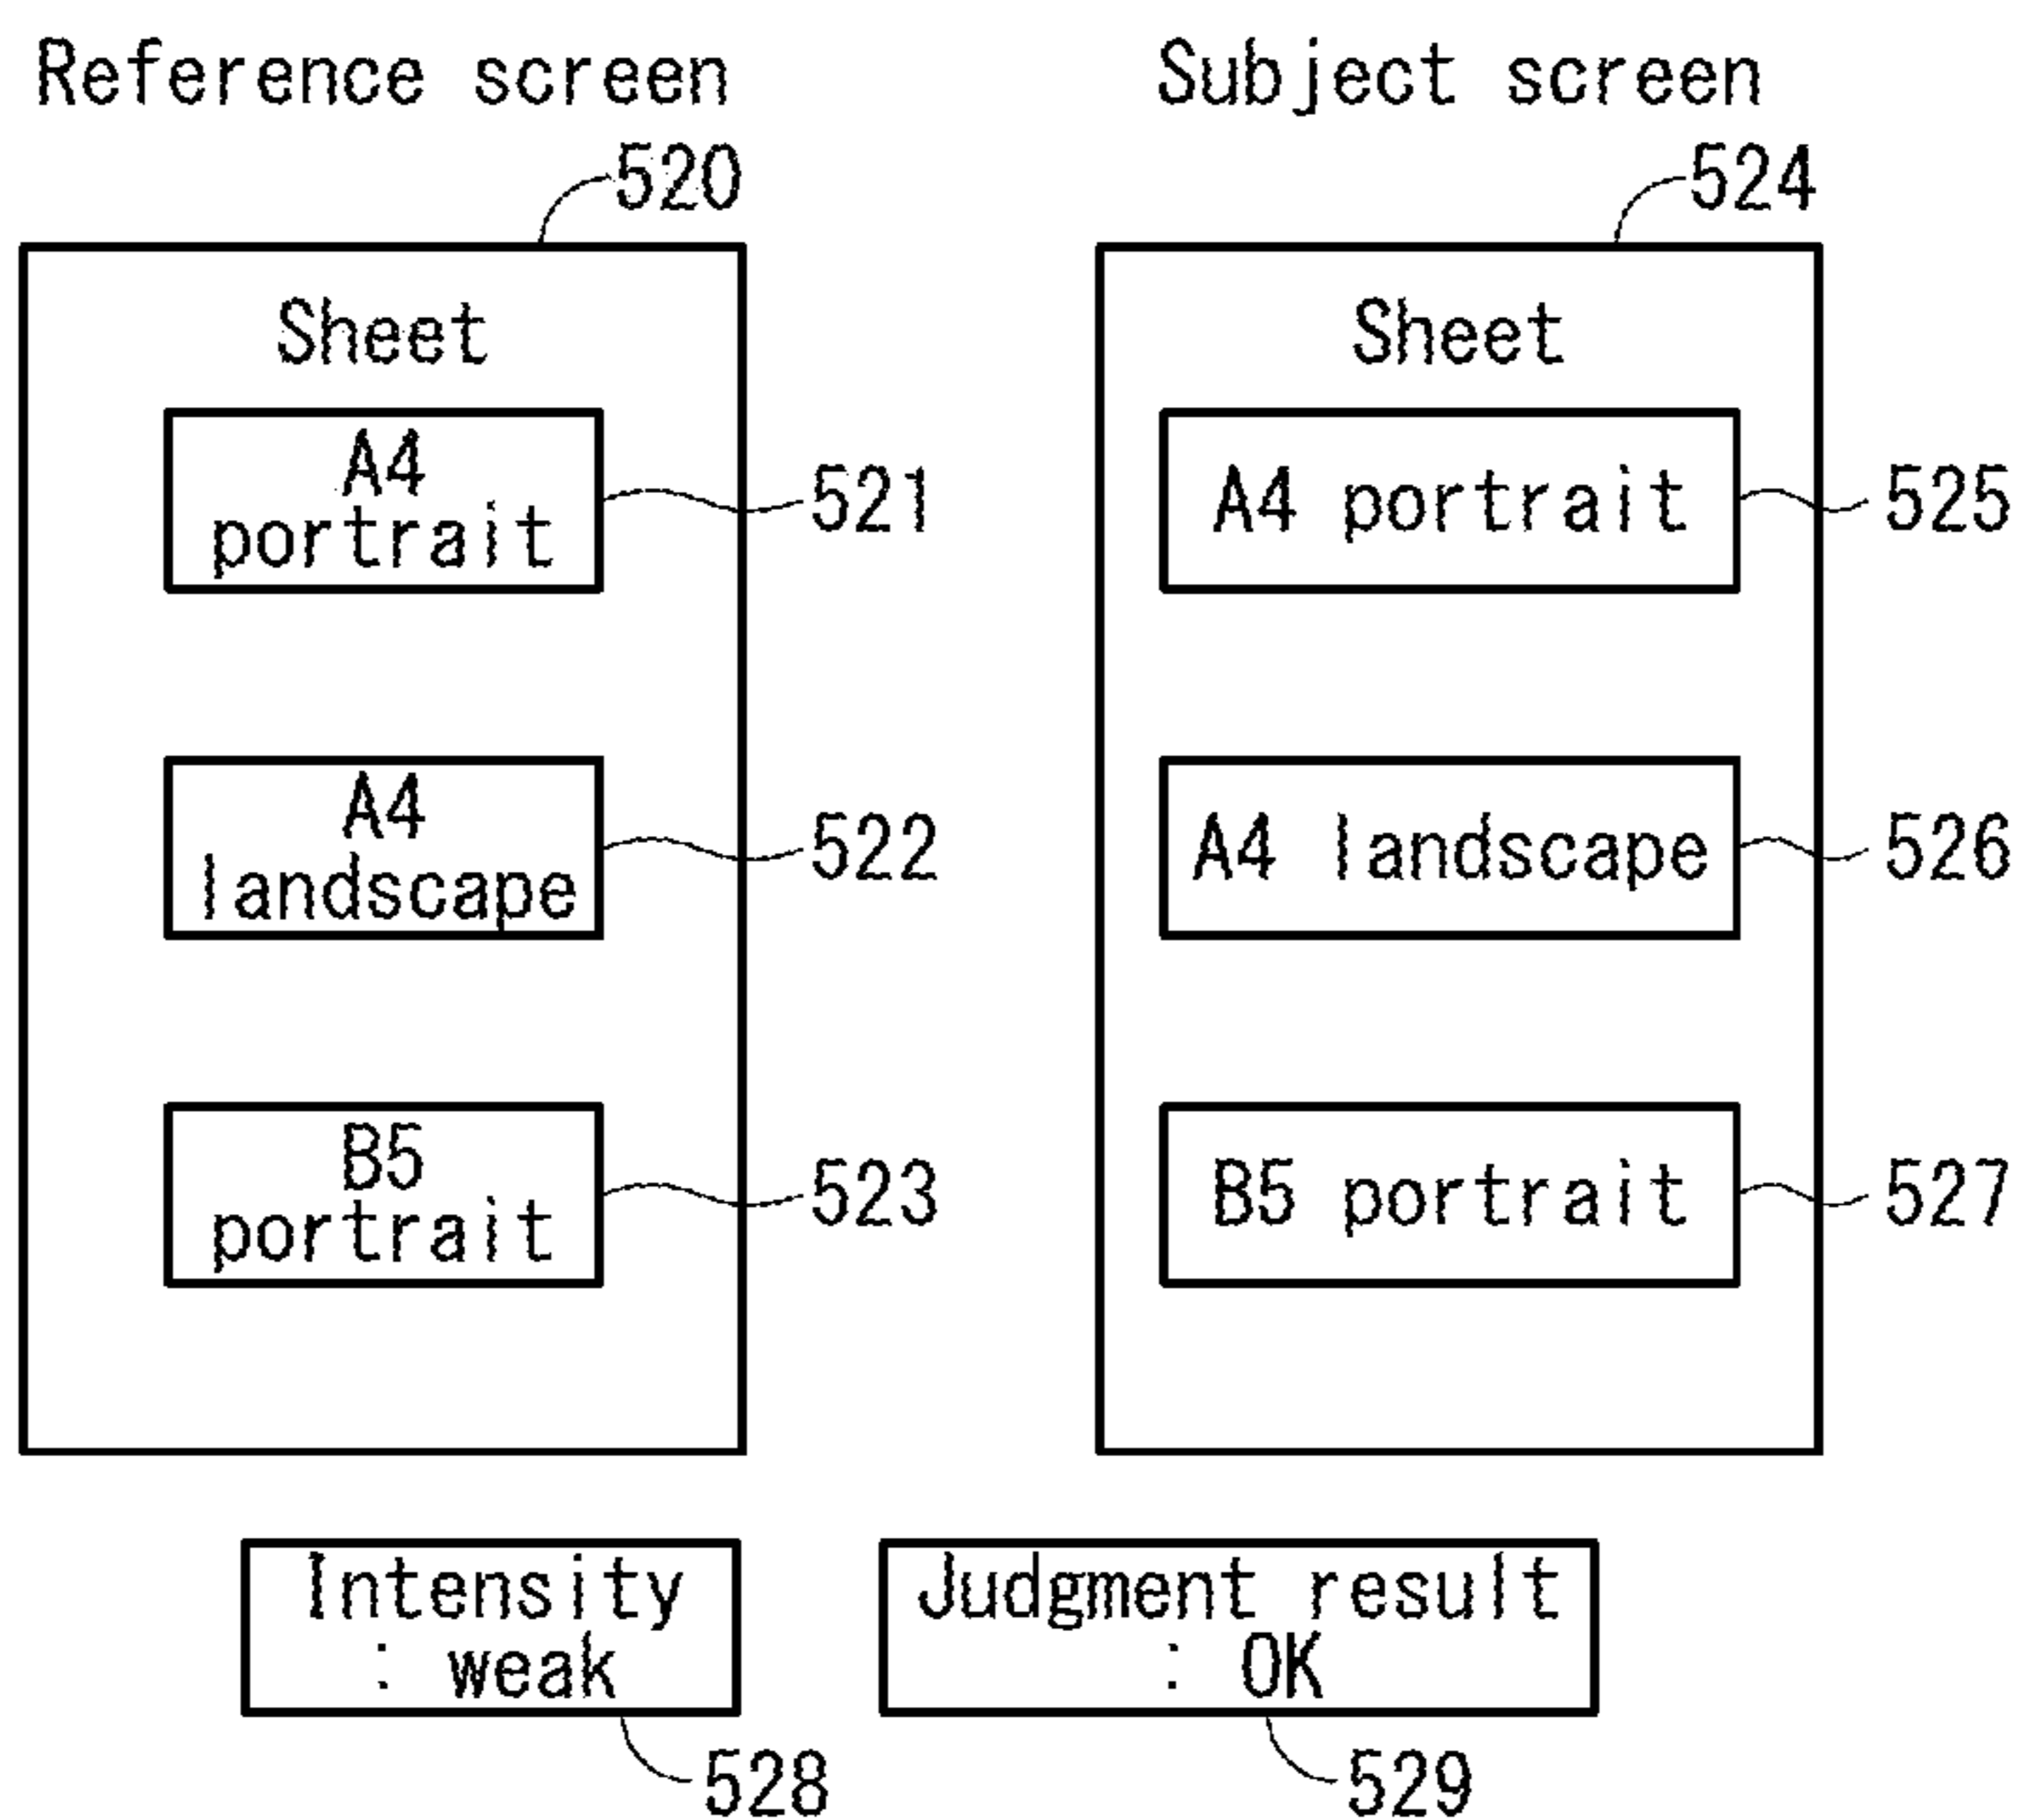 Reference screen
520
Sheet
A4
portrait
521
A4
landscape
522
B5
portrait
523
Subject screen
524
Sheet
A4 portrait
525
A4 landscape
526
B5 portrait
527
Intensity
: weak
528
Judgment result
: OK
529